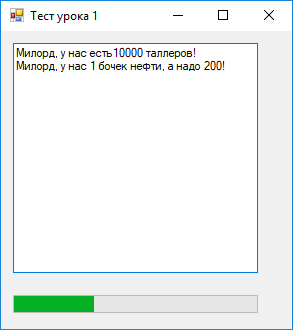 Тест урока 1
Милорд, у нас есть10000 таллеров!
Милорд, у нас 1 бочек нефти, а надо 200!